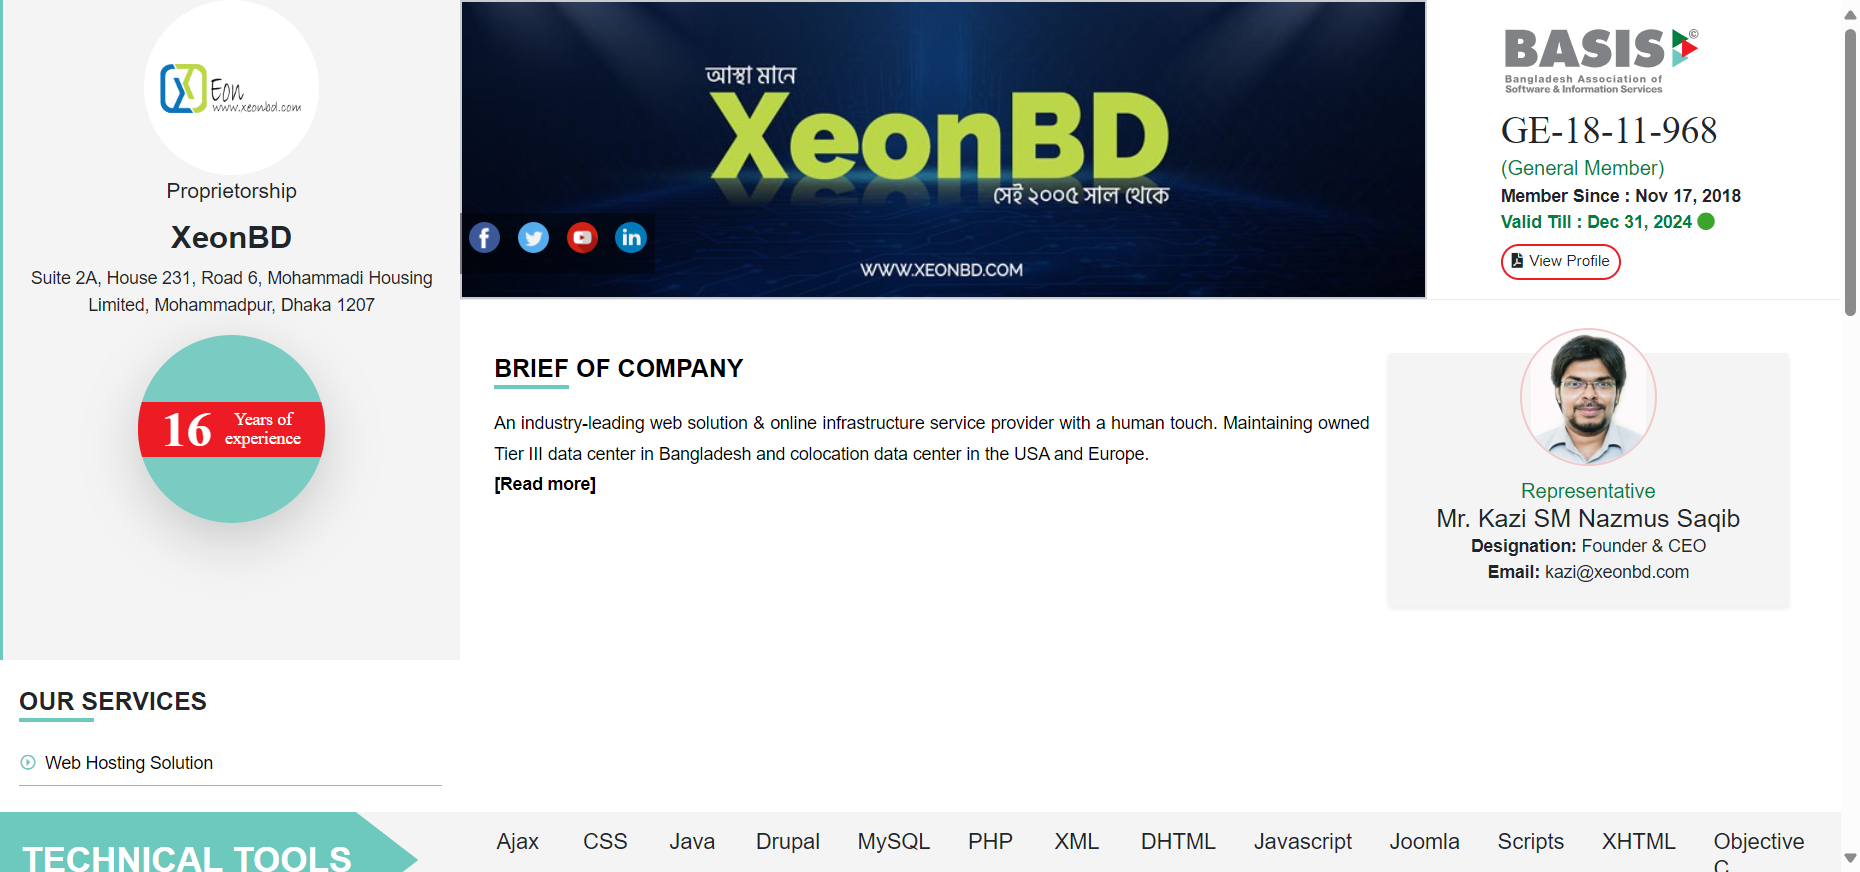 Eon
www.xeonbd.com
Proprietorship
XeonBD
Suite 2A, House 231, Road 6, Mohammadi Housing
Limited, Mohammadpur, Dhaka 1207
16 Years of
experience
আস্থা মানে
XeonBD
সেই ২০০৫ সাল থেকে
WWW.XEONBD.COM
BASIS©
Bangladesh Association of
Software & Information Services
GE-18-11-968
(General Member)
Member Since : Nov 17, 2018
Valid Till : Dec 31, 2024
View Profile
BRIEF OF COMPANY
An industry-leading web solution & online infrastructure service provider with a human touch. Maintaining owned
Tier III data center in Bangladesh and colocation data center in the USA and Europe.
[Read more]
Representative
Mr. Kazi SM Nazmus Saqib
Designation: Founder & CEO
Email: kazi@xeonbd.com
OUR SERVICES
Web Hosting Solution
TECHNICAL TOOLS
Ajax CSS Java Drupal MySQL PHP XML DHTML Javascript Joomla Scripts XHTML Objective
C